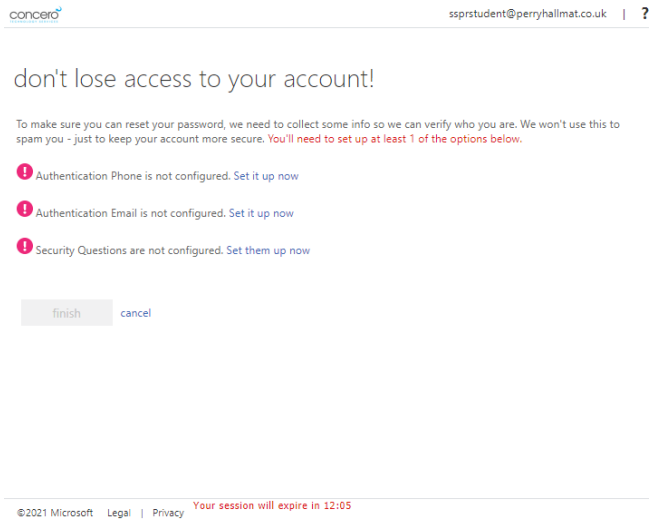 concero
TECHNOLOGY SERVICES
ssprstudent@perryhallmat.co.uk | ?
don't lose access to your account!
To make sure you can reset your password, we need to collect some info so we can verify who you are. We won't use this to
spam you - just to keep your account more secure. You'll need to set up at least 1 of the options below.
! Authentication Phone is not configured. Set it up now
! Authentication Email is not configured. Set it up now
! Security Questions are not configured. Set them up now
finish cancel
©2021 Microsoft Legal | Privacy Your session will expire in 12:05